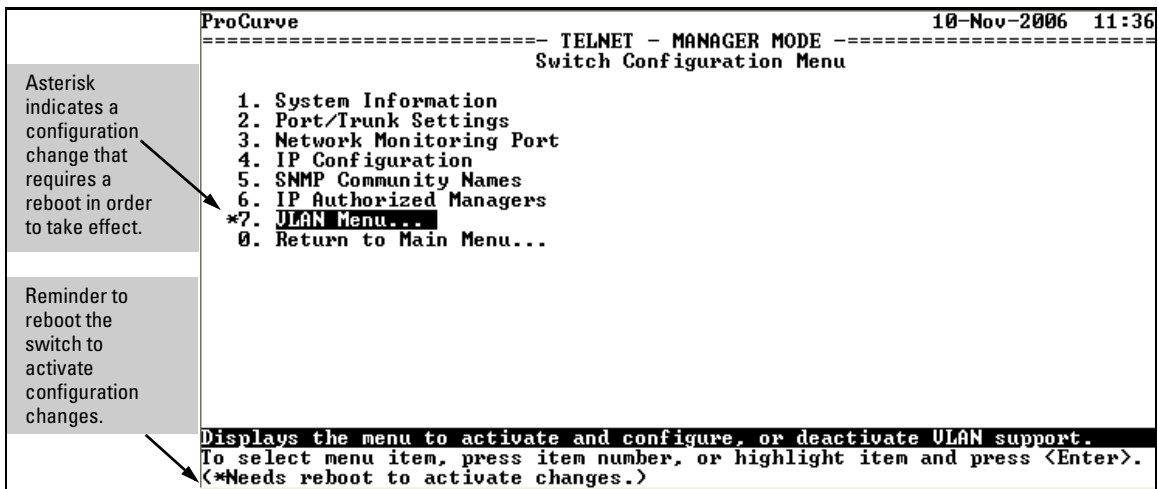 ProCurve 10-Nov-2006 11:36
===========================- TELNET - MANAGER MODE -===========================
Switch Configuration Menu
1. System Information
2. Port/Trunk Settings
3. Network Monitoring Port
4. IP Configuration
5. SNMP Community Names
6. IP Authorized Managers
*7. VLAN Menu...
0. Return to Main Menu...
Displays the menu to activate and configure, or deactivate VLAN support.
To select menu item, press item number, or highlight item and press <Enter>.
(*Needs reboot to activate changes.)
Asterisk
indicates a
configuration
change that
requires a
reboot in order
to take effect.
Reminder to
reboot the
switch to
activate
configuration
changes.